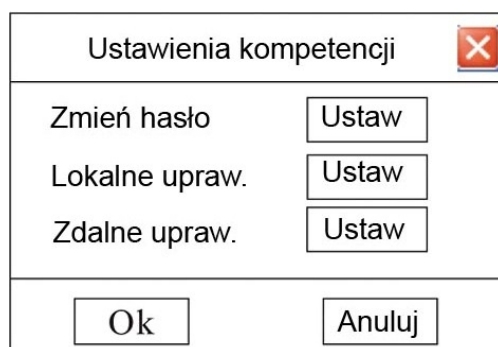 Ustawienia kompetencji
Zmień hasło Ustaw
Lokalne upraw. Ustaw
Zdalne upraw. Ustaw
Ok Anuluj